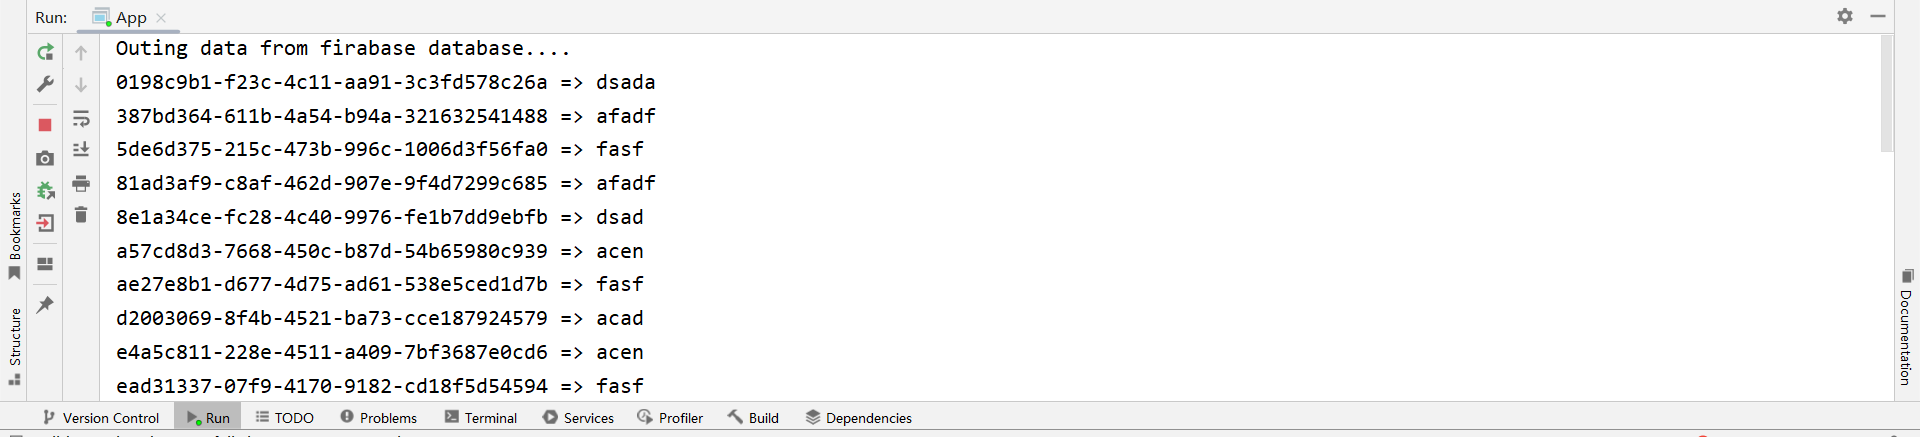 Run: App
Outing data from firabase database....
0198c9b1-f23c-4c11-aa91-3c3fd578c26a => dsada
387bd364-611b-4a54-b94a-321632541488 => afadf
5de6d375-215c-473b-996c-1006d3f56fa0 => fasf
81ad3af9-c8af-462d-907e-9f4d7299c685 => afadf
8e1a34ce-fc28-4c40-9976-fe1b7dd9ebfb => dsad
a57cd8d3-7668-450c-b87d-54b65980c939 => acen
ae27e8b1-d677-4d75-ad61-538e5ced1d7b => fasf
d2003069-8f4b-4521-ba73-cce187924579 => acad
e4a5c811-228e-4511-a409-7bf3687e0cd6 => acen
ead31337-07f9-4170-9182-cd18f5d54594 => fasf
Bookmarks
Structure
Documentation
Version Control Run TODO Problems Terminal Services Profiler Build Dependencies